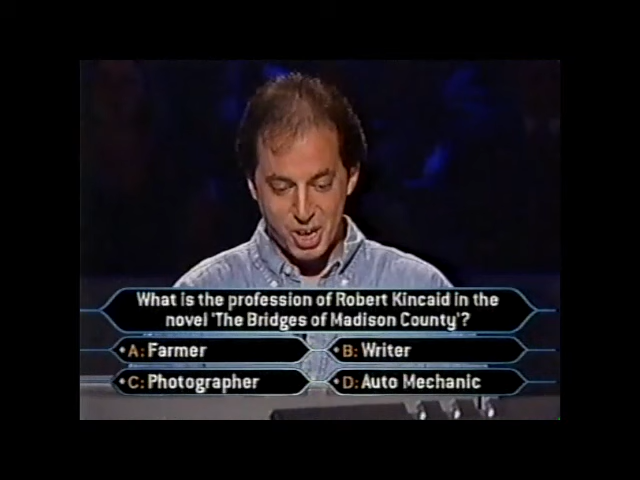 What is the profession of Robert Kincaid in the
novel 'The Bridges of Madison County'?
A: Farmer
B: Writer
C: Photographer
D: Auto Mechanic